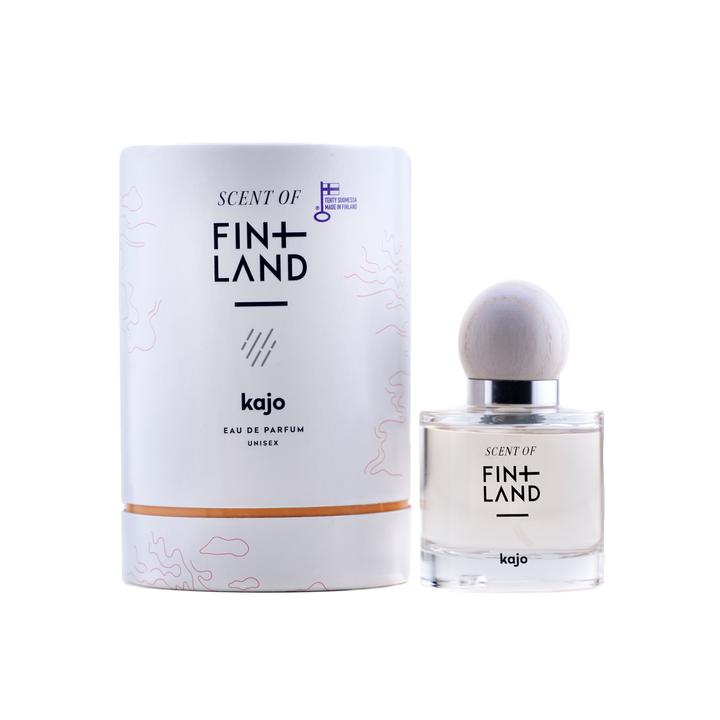 SCENT OF
FIN+
LAND
TEHTY SUOMESSA
MADE IN FINLAND
kajo
EAU DE PARFUM
UNISEX
SCENT OF
FIN+
LAND
kajo